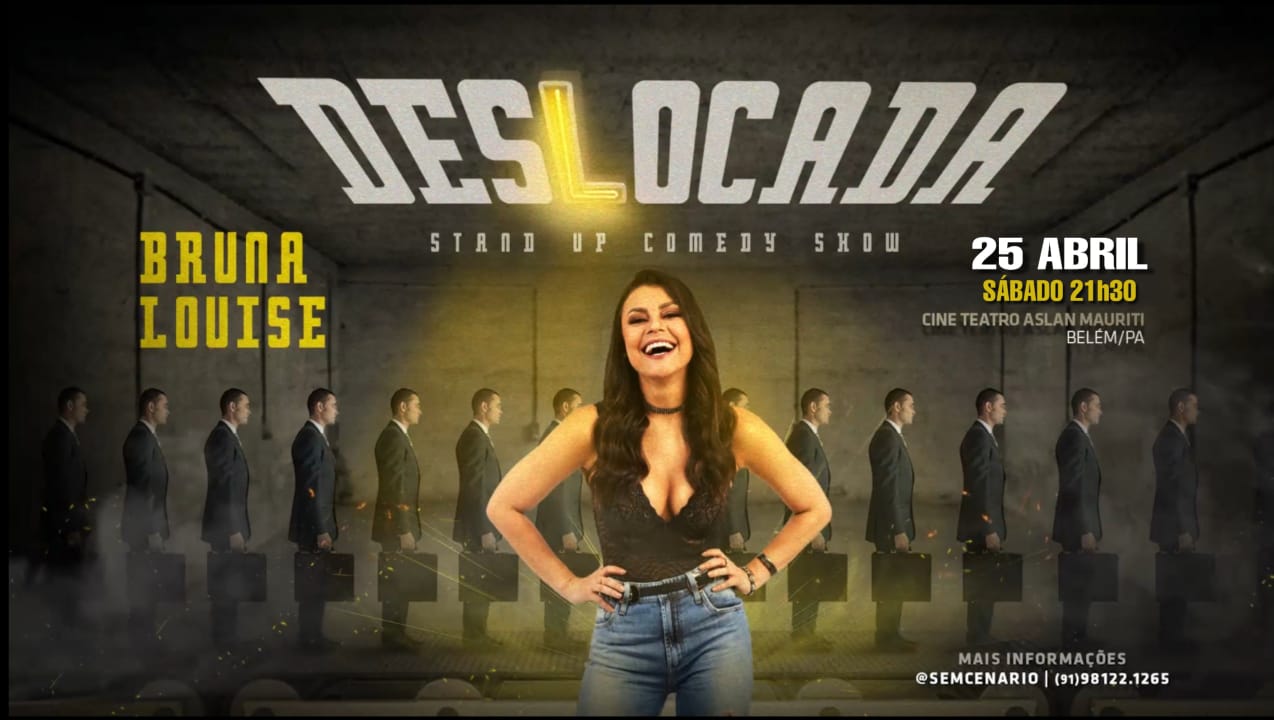 DESLOCADA
STAND UP COMEDY SHOW
BRUNA
LOUISE
25 ABRIL
SÁBADO 21h30
CINE TEATRO ASLAN MAURITI
BELÉM/PA
MAIS INFORMAÇÕES
@SEMCENARIO | (91)98122.1265